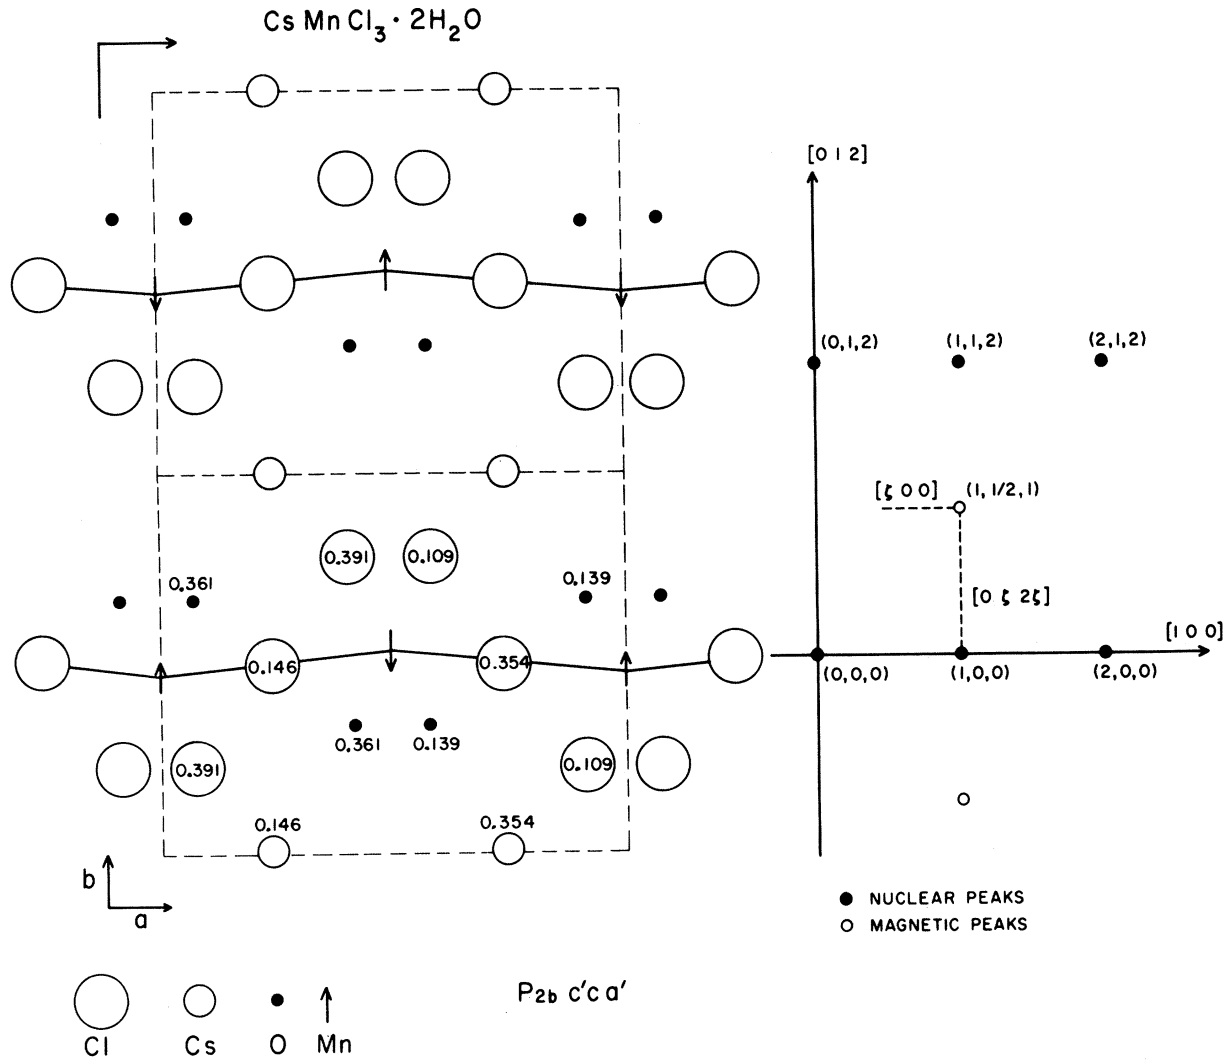 Cs Mn Cl3 · 2H2O
[0 1 2]
(0,1,2)
(1,1,2)
(2,1,2)
[ζ 0 0]
(1, 1/2, 1)
0.391
0.109
0.361
0.139
[0 ζ 2ζ]
[1 0 0]
0.146
0.354
(0,0,0)
(1,0,0)
(2,0,0)
0.361
0.139
0.391
0.109
0.146
0.354
b
a
NUCLEAR PEAKS
MAGNETIC PEAKS
P2b c'c a'
Cl
Cs
O
Mn